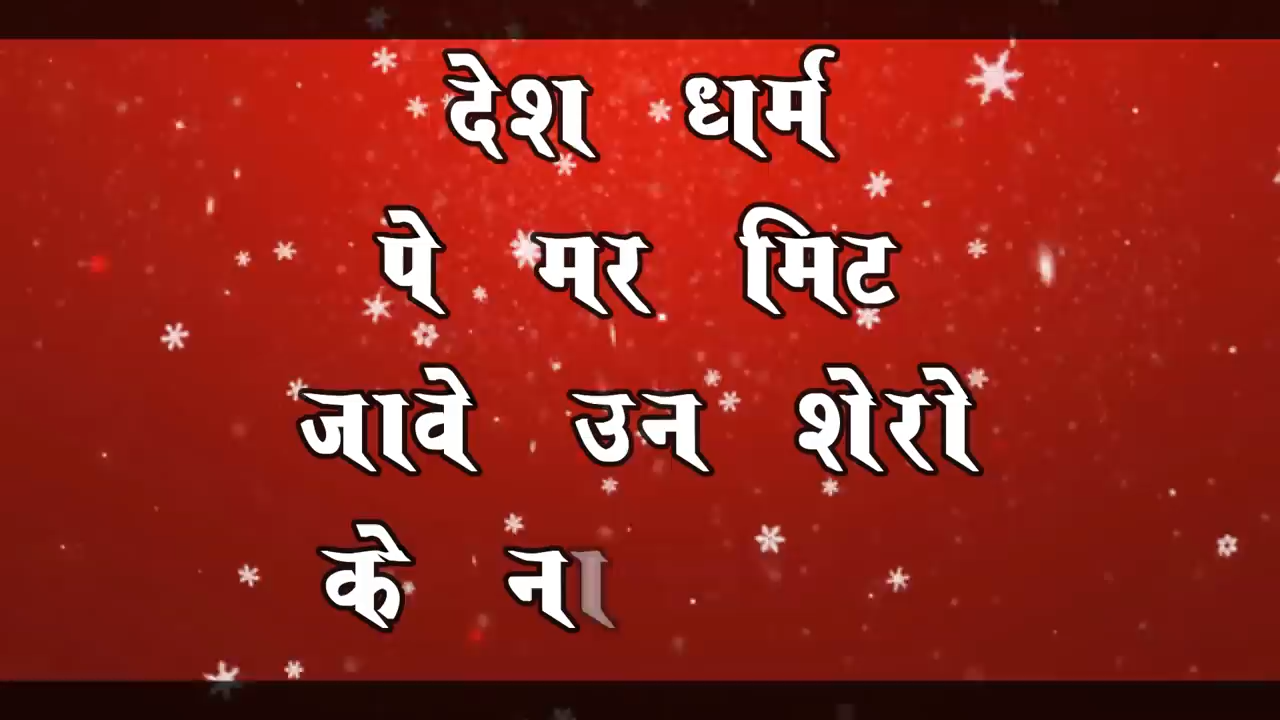 देश धर्म
पे मर मिट
जावे उन शेरो
के ना